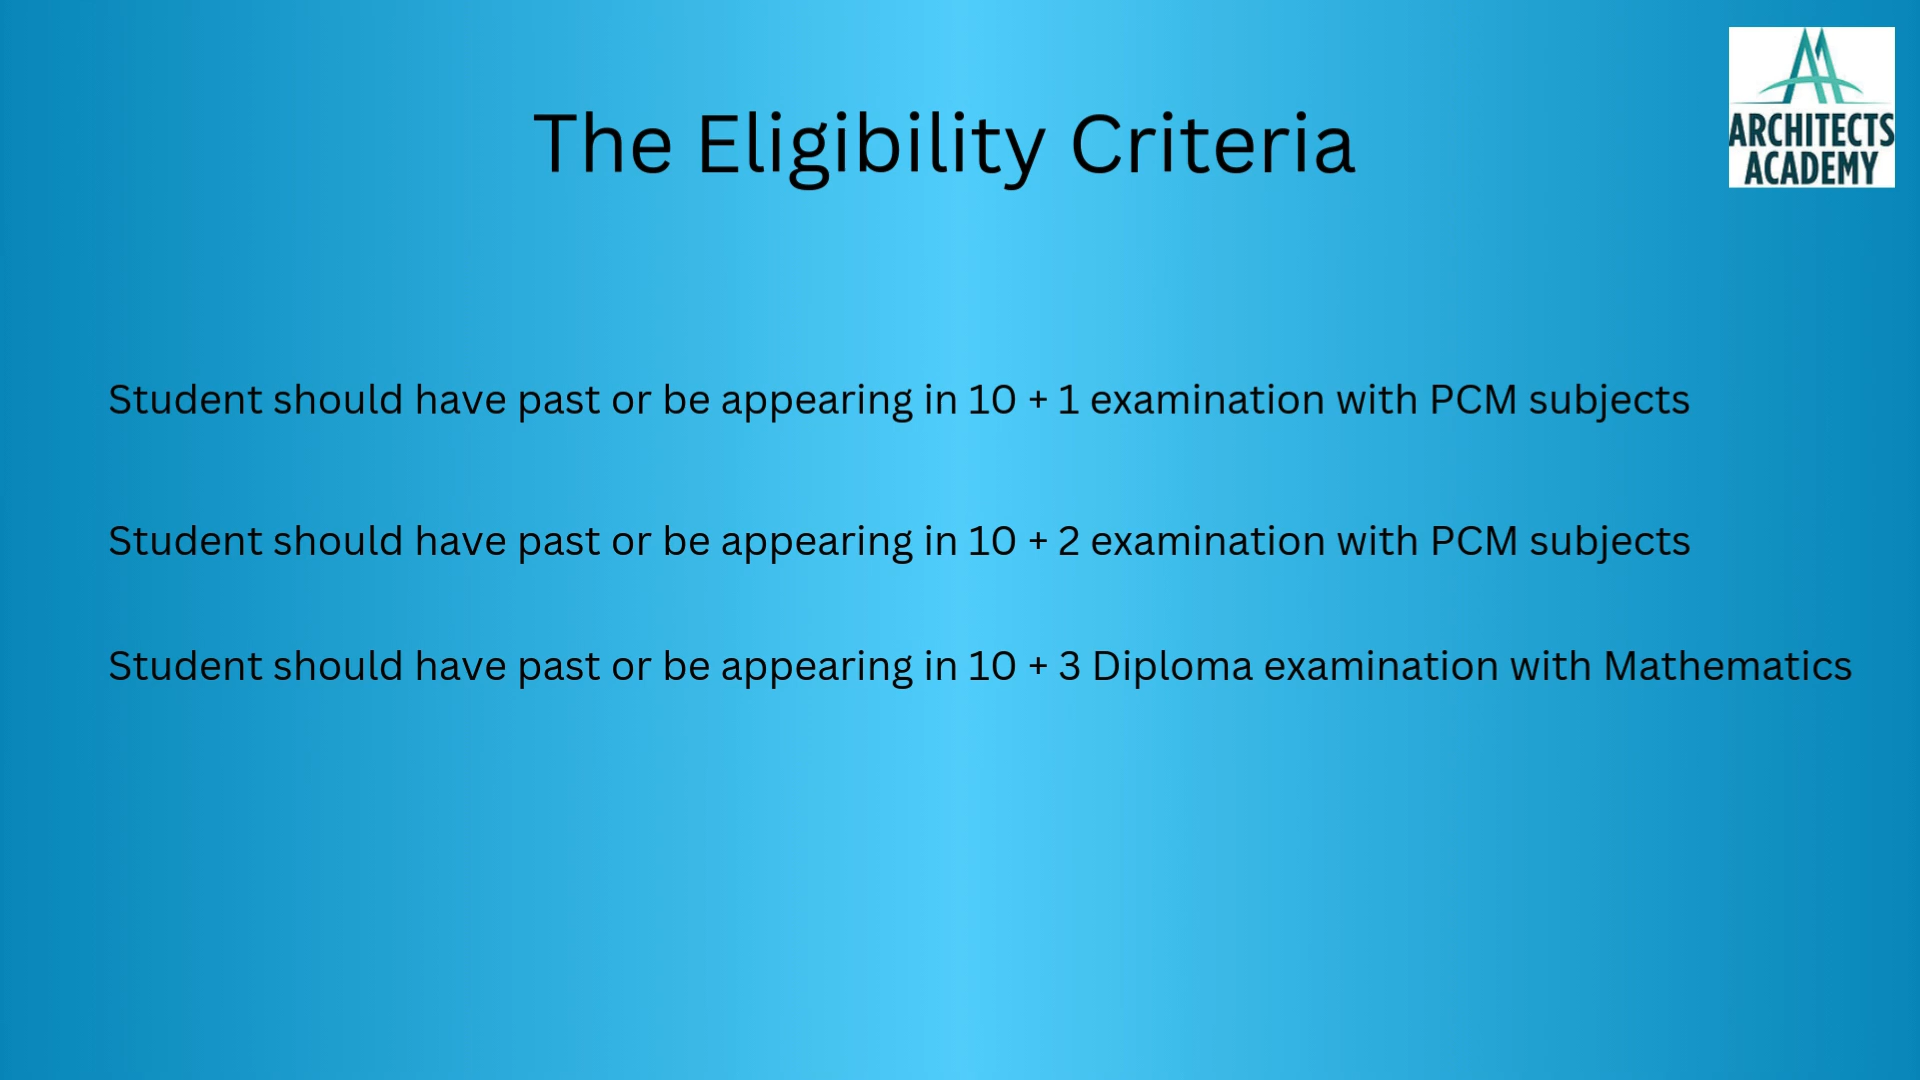 The Eligibility Criteria
ARCHITECTS
ACADEMY
Student should have past or be appearing in 10 + 1 examination with PCM subjects
Student should have past or be appearing in 10 + 2 examination with PCM subjects
Student should have past or be appearing in 10 + 3 Diploma examination with Mathematics